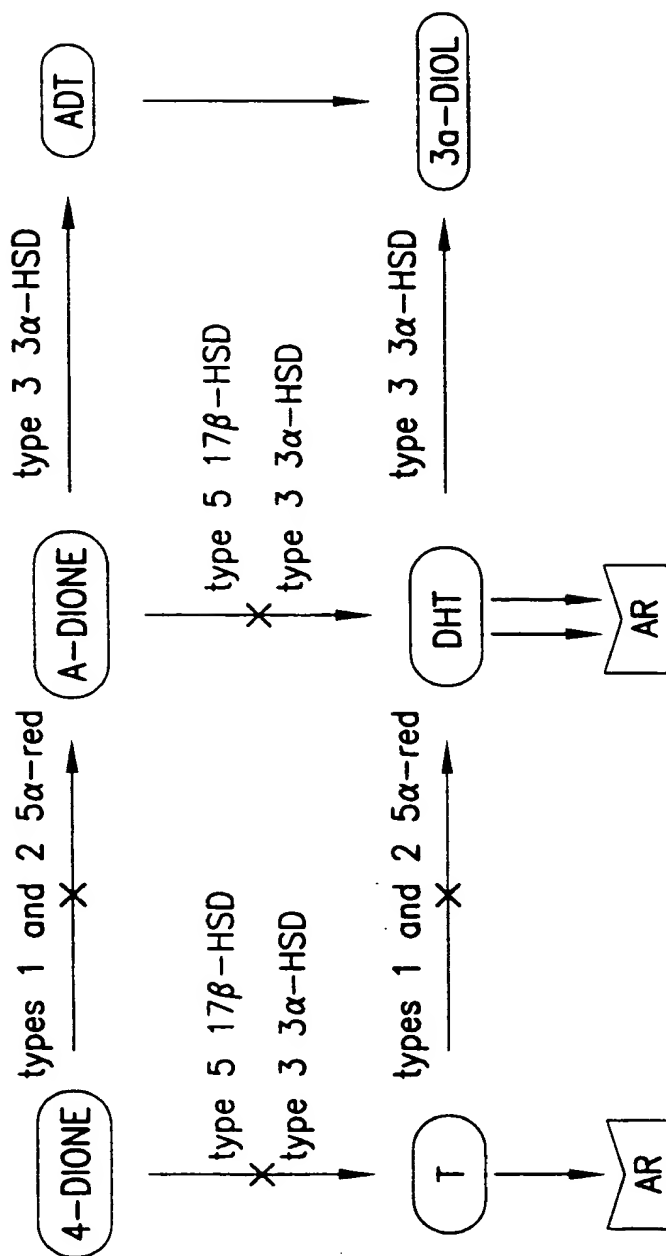 4-DIONE
types 1 and 2 5α-red
A-DIONE
type 3 3α-HSD
ADT
type 5 17β-HSD
type 3 3α-HSD
type 5 17β-HSD
type 3 3α-HSD
T
types 1 and 2 5α-red
DHT
type 3 3α-HSD
3a-DIOL
AR
AR